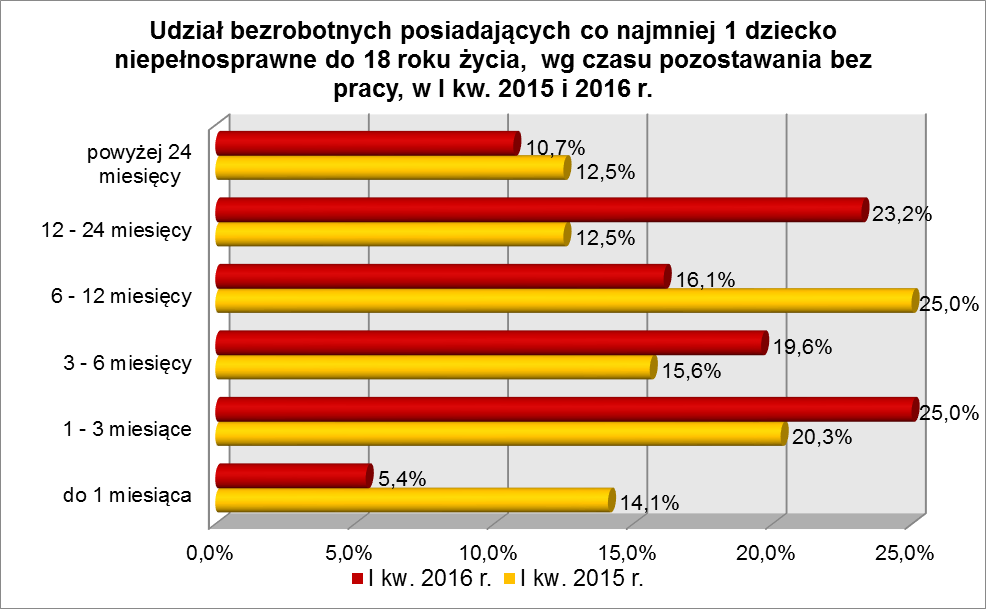 Udział bezrobotnych posiadających co najmniej 1 dziecko
niepełnosprawne do 18 roku życia, wg czasu pozostawania bez
pracy, w I kw. 2015 i 2016 r.
powyżej 24
miesięcy
10,7%
12,5%
12 - 24 miesięcy
23,2%
12,5%
6 - 12 miesięcy
16,1%
25,0%
3 - 6 miesięcy
19,6%
15,6%
1 - 3 miesiące
25,0%
20,3%
do 1 miesiąca
5,4%
14,1%
0,0% 5,0% 10,0% 15,0% 20,0% 25,0%
I kw. 2016 r. I kw. 2015 r.